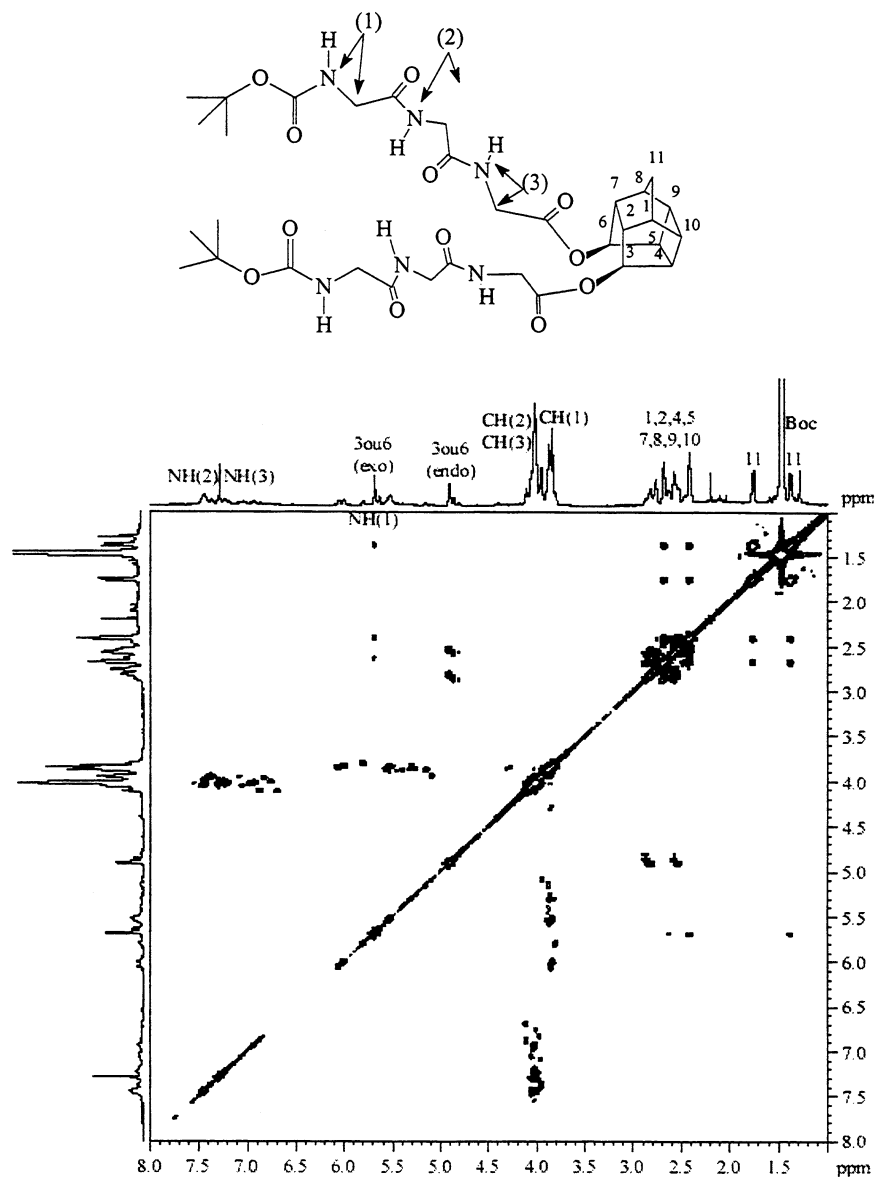 (1)
(2)
H
O
N
O
O
N
H
O
H
N
O
(3)
O
O
11
8
7
9
1
2
10
6
5
3
4
O
H
O
N
O
O
N
H
O
N
H
O
O
CH(2) CH(1)
CH(3)
1,2,4,5
7,8,9,10
Boc
3ou6
(exo)
3ou6
(endo)
11
11
NH(2) NH(3)
NH(1)
ppm
1.5
2.0
2.5
3.0
3.5
4.0
4.5
5.0
5.5
6.0
6.5
7.0
7.5
8.0
8.0 7.5 7.0 6.5 6.0 5.5 5.0 4.5 4.0 3.5 3.0 2.5 2.0 1.5 ppm